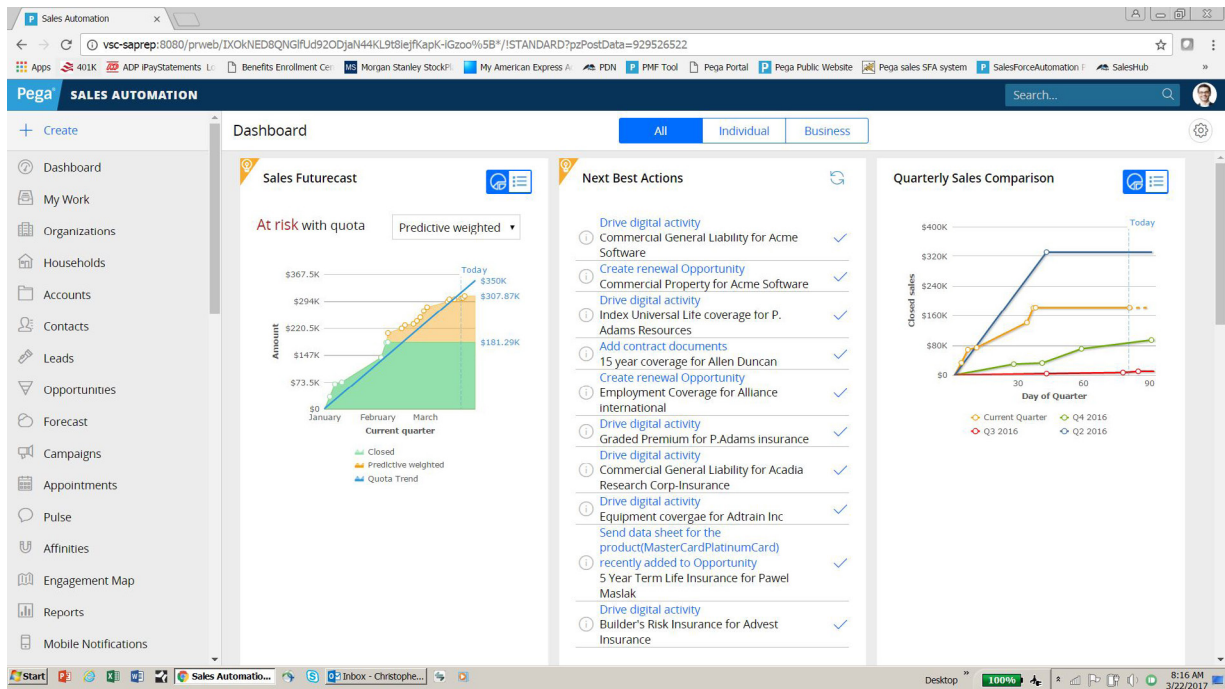 Sales Automation
vsc-saprep:8080/prweb/IXOkNED8QNGlfUd92ODjaN44KL9t8iejfKapK-iGzoo%5B*/!STANDARD?pzPostData=929526522
Apps 401K ADP iPayStatements Lo Benefits Enrollment Cen MS Morgan Stanley StockPl My American Express Ac PDN PMF Tool Pega Portal Pega Public Website Pega sales SFA system SalesForceAutomation F SalesHub »
Pega SALES AUTOMATION
Search...
+ Create
Dashboard
My Work
Organizations
Households
Accounts
Contacts
Leads
Opportunities
Forecast
Campaigns
Appointments
Pulse
Affinities
Engagement Map
Reports
Mobile Notifications
Dashboard
All Individual Business
Sales Futurecast
At risk with quota
Predictive weighted
Today
$367.5K
$350K
$307.87K
$294K
$220.5K
$181.29K
$147K
$73.5K
$0
Amount
January February March
Current quarter
Closed
Predictive weighted
Quota Trend
Next Best Actions
Drive digital activity
Commercial General Liability for Acme
Software
Create renewal Opportunity
Commercial Property for Acme Software
Drive digital activity
Index Universal Life coverage for P.
Adams Resources
Add contract documents
15 year coverage for Allen Duncan
Create renewal Opportunity
Employment Coverage for Alliance
international
Drive digital activity
Graded Premium for P.Adams insurance
Drive digital activity
Commercial General Liability for Acadia
Research Corp-Insurance
Drive digital activity
Equipment covergae for Adtrain Inc
Send data sheet for the
product(MasterCardPlatinumCard)
recently added to Opportunity
5 Year Term Life Insurance for Pawel
Maslak
Drive digital activity
Builder's Risk Insurance for Advest
Insurance
Quarterly Sales Comparison
Today
$400K
$320K
$240K
$160K
$80K
$0
Closed sales
30 60 90
Day of Quarter
Current Quarter Q4 2016
Q3 2016 Q2 2016
Start Sales Automatio... Inbox - Christophe... Desktop » 100% 8:16 AM
3/22/2017